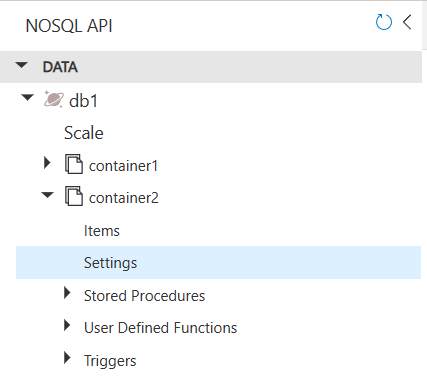 NOSQL API
DATA
db1
Scale
container1
container2
Items
Settings
Stored Procedures
User Defined Functions
Triggers